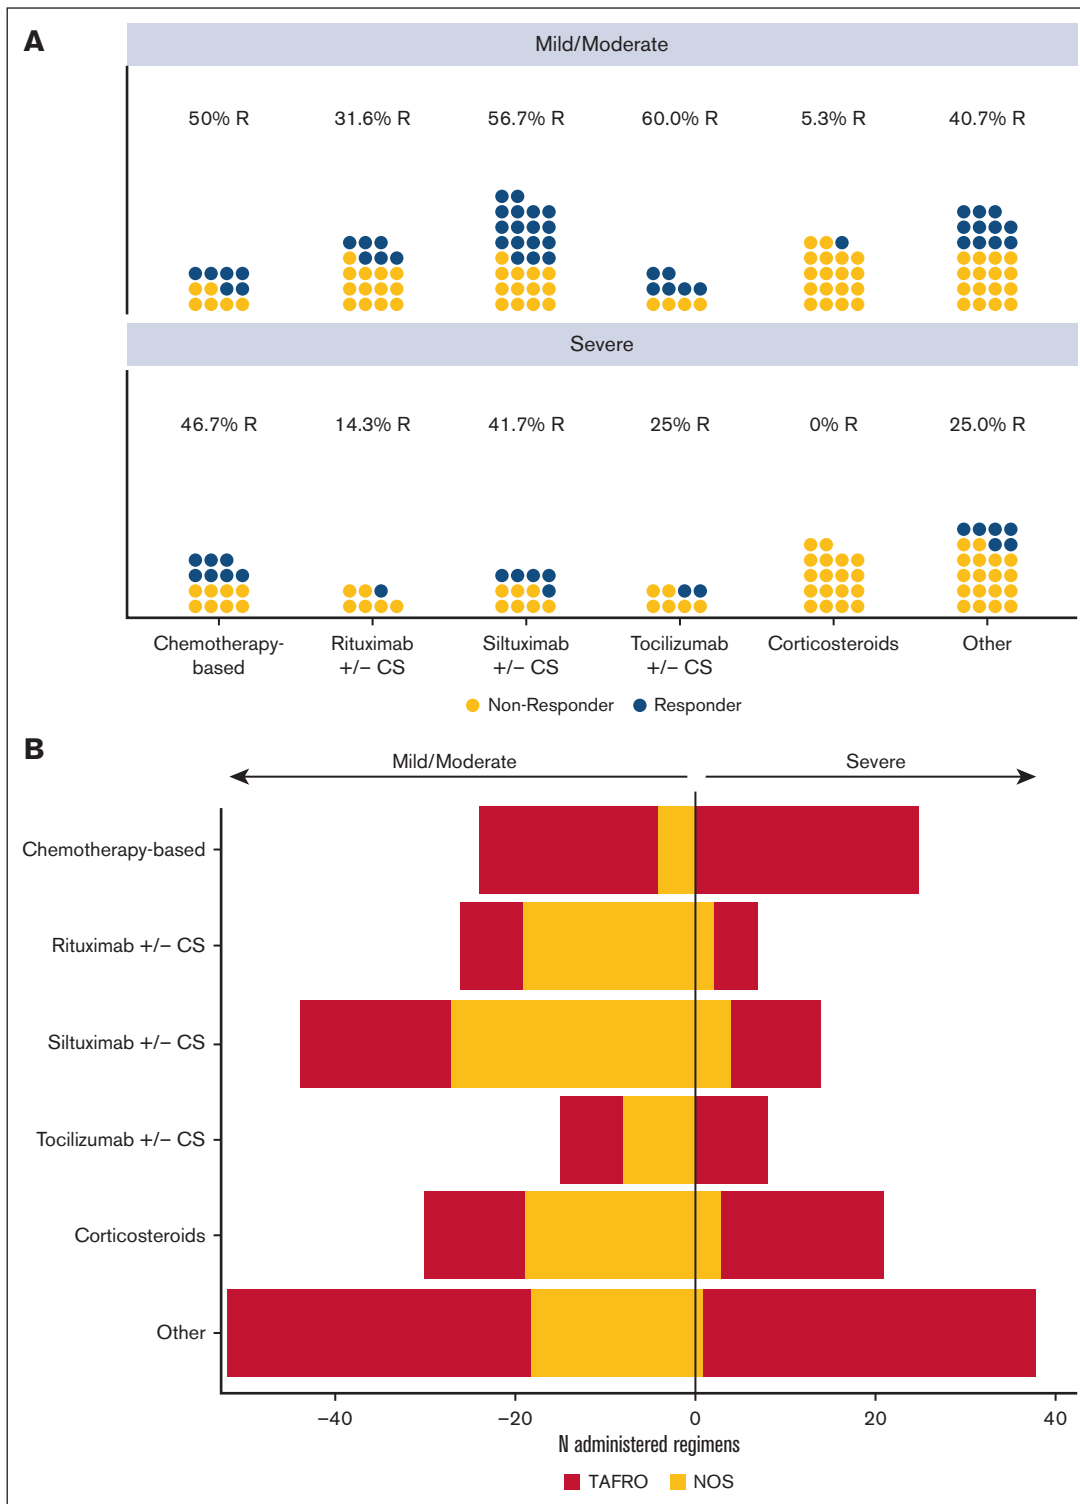 A
Mild/Moderate
50% R 31.6% R 56.7% R 60.0% R 5.3% R 40.7% R
Severe
46.7% R 14.3% R 41.7% R 25% R 0% R 25.0% R
Chemotherapy- Rituximab Siltuximab Tocilizumab Corticosteroids Other
based +/– CS +/– CS +/– CS
Non-Responder Responder
B
Mild/Moderate Severe
Chemotherapy-based
Rituximab +/– CS
Siltuximab +/– CS
Tocilizumab +/– CS
Corticosteroids
Other
–40 –20 0 20 40
N administered regimens
TAFRO NOS